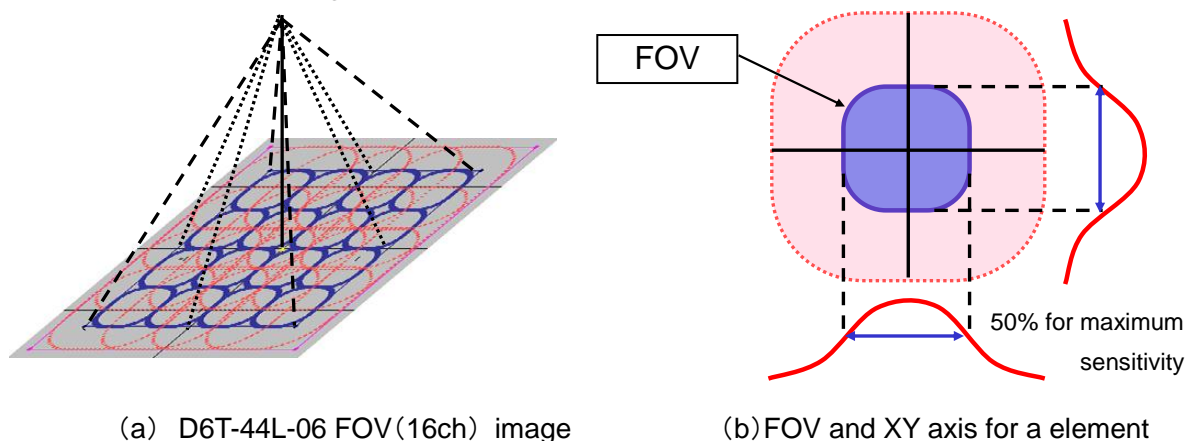 FOV
50% for maximum
sensitivity
(a) D6T-44L-06 FOV(16ch) image
(b)FOV and XY axis for a element